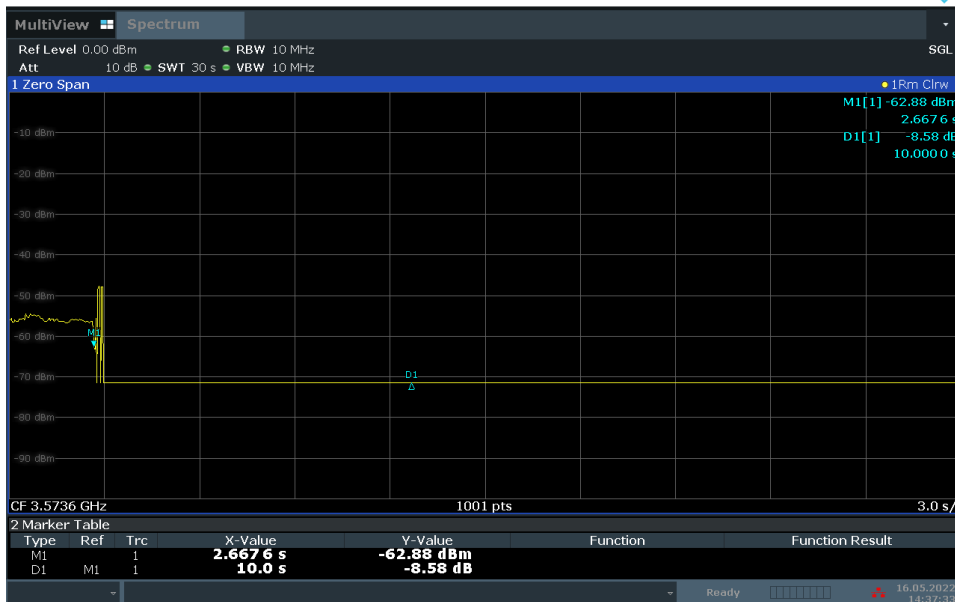 MultiView Spectrum
Ref Level 0.00 dBm RBW 10 MHz SGL
Att 10 dB SWT 30 s VBW 10 MHz
1 Zero Span 1Rm Clrw
M1[1] -62.88 dBm
2.6676 s
D1[1] -8.58 dB
10.0000 s
-10 dBm
-20 dBm
-30 dBm
-40 dBm
-50 dBm
M1
-60 dBm
D1
-70 dBm
-80 dBm
-90 dBm
CF 3.5736 GHz 1001 pts 3.0 s/
2 Marker Table
Type Ref Trc X-Value Y-Value Function Function Result
M1 1 2.6676 s -62.88 dBm
D1 M1 1 10.0 s -8.58 dB
Ready 16.05.2022
14:37:33